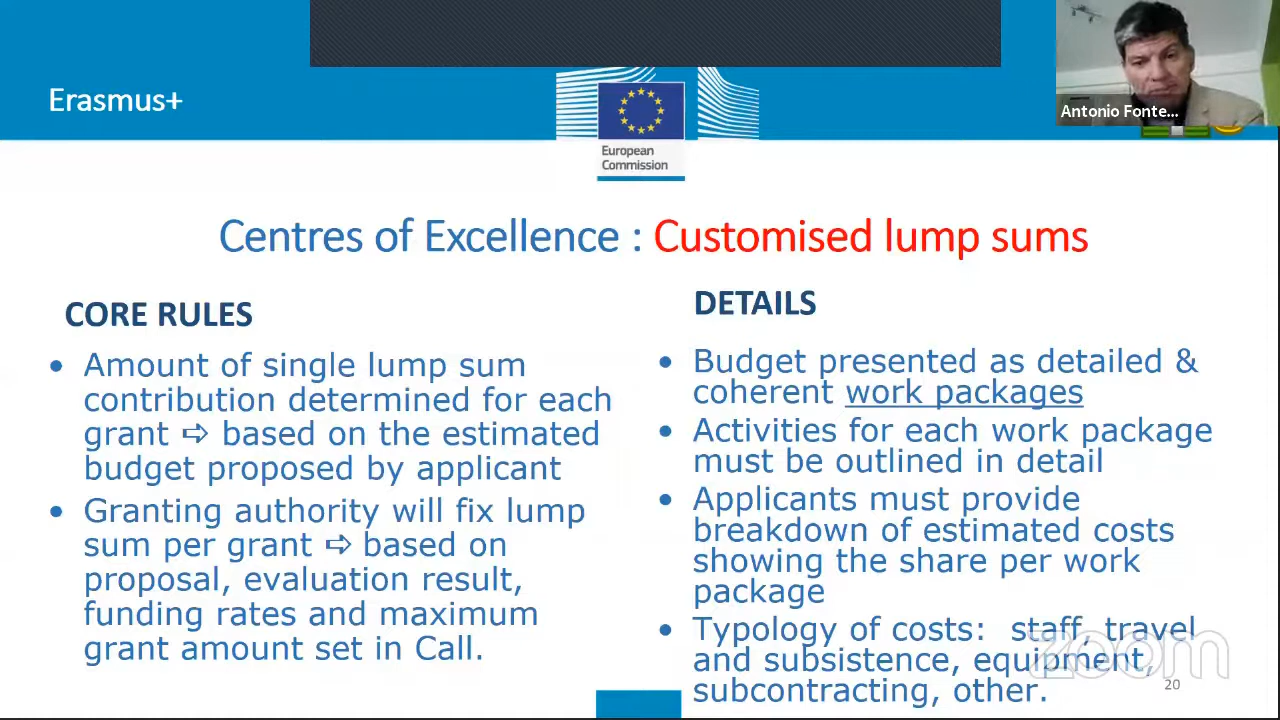 Erasmus+
European
Commission
Antonio Fonte...
Centres of Excellence : Customised lump sums
CORE RULES
• Amount of single lump sum
contribution determined for each
grant ⇨ based on the estimated
budget proposed by applicant
• Granting authority will fix lump
sum per grant ⇨ based on
proposal, evaluation result,
funding rates and maximum
grant amount set in Call.
DETAILS
• Budget presented as detailed &
coherent work packages
• Activities for each work package
must be outlined in detail
• Applicants must provide
breakdown of estimated costs
showing the share per work
package
• Typology of costs: staff, travel
and subsistence, equipment,
subcontracting, other.
zoom
20